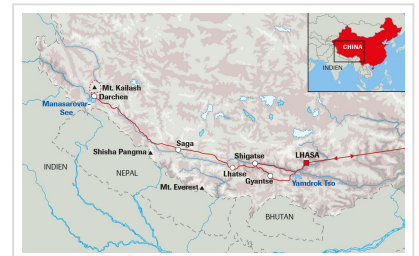 CHINA
INDIEN
Mt. Kailash
Darchen
Manasarovar-
See
Saga
Shisha Pangma
Shigatse
LHASA
Lhatse
Gyantse
Yamdrok Tso
INDIEN
NEPAL
Mt. Everest
BHUTAN